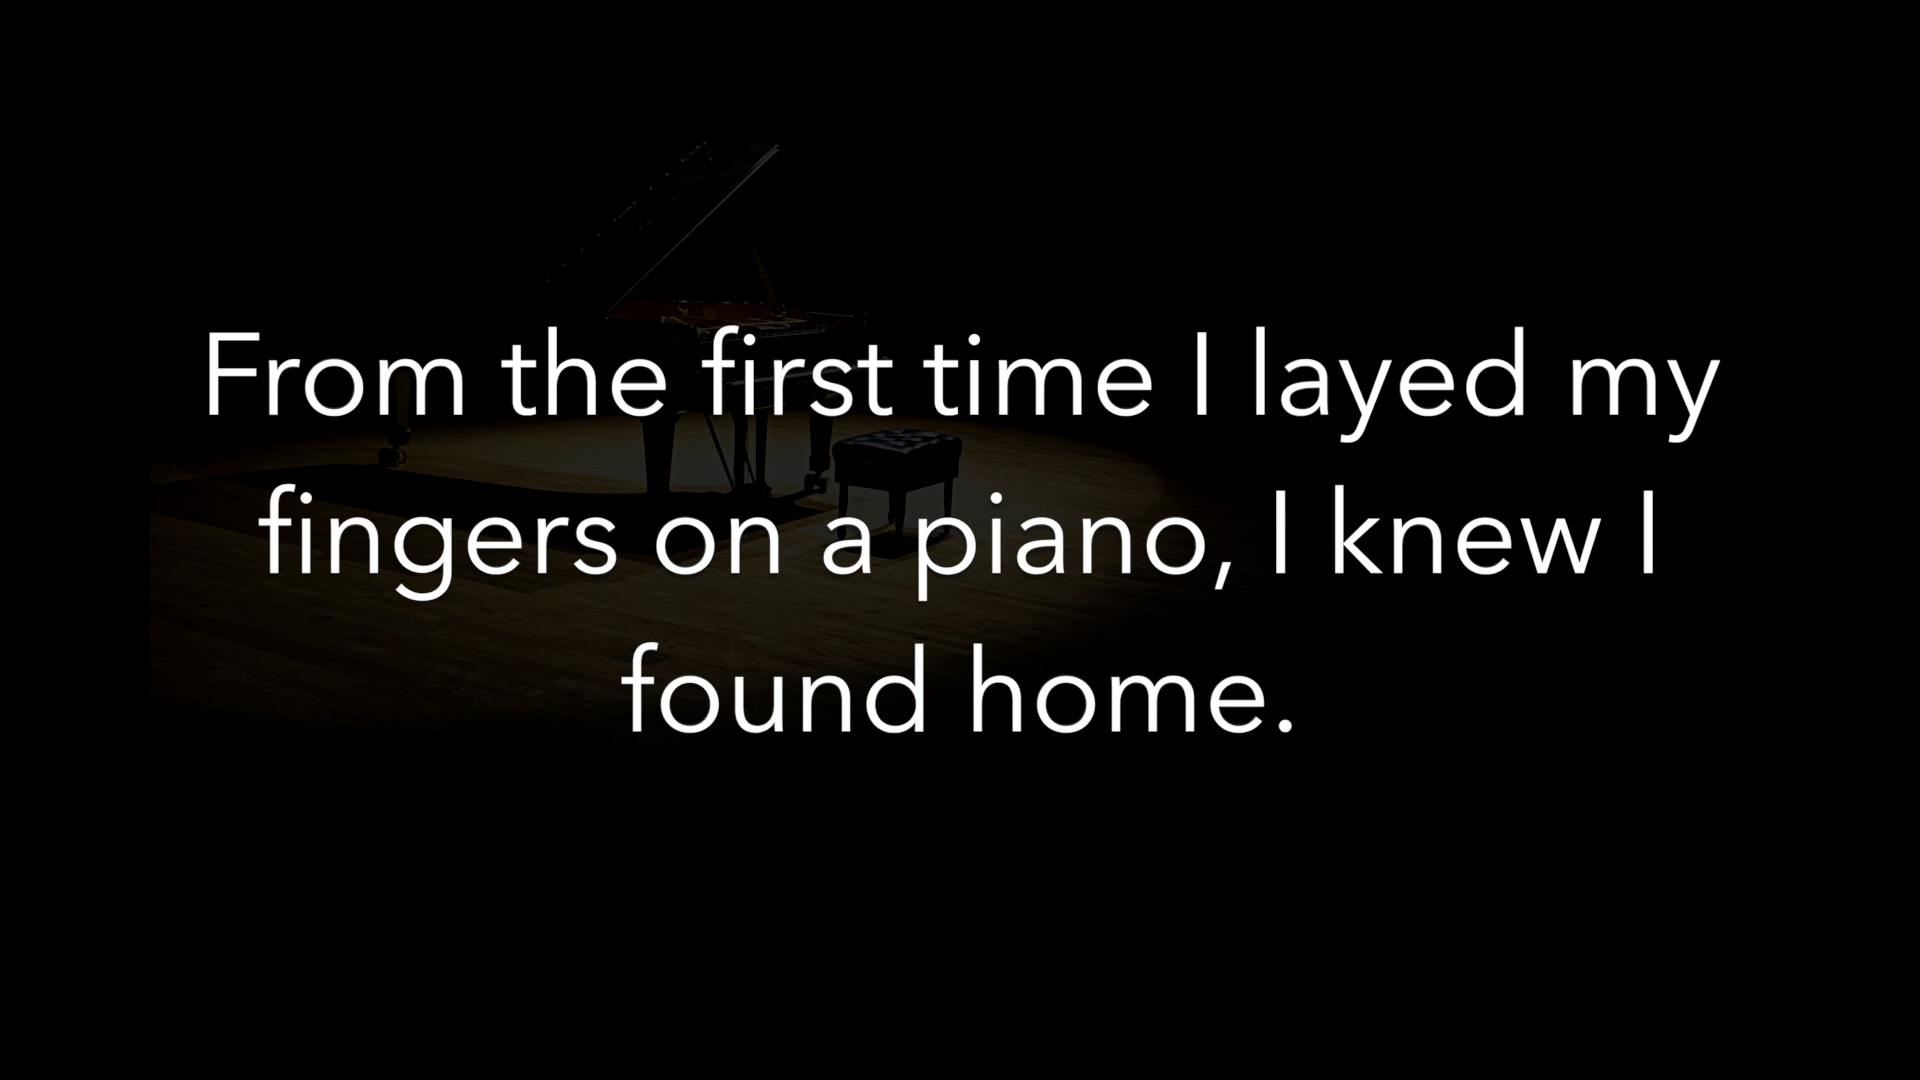 From the first time I layed my
fingers on a piano, I knew I
found home.